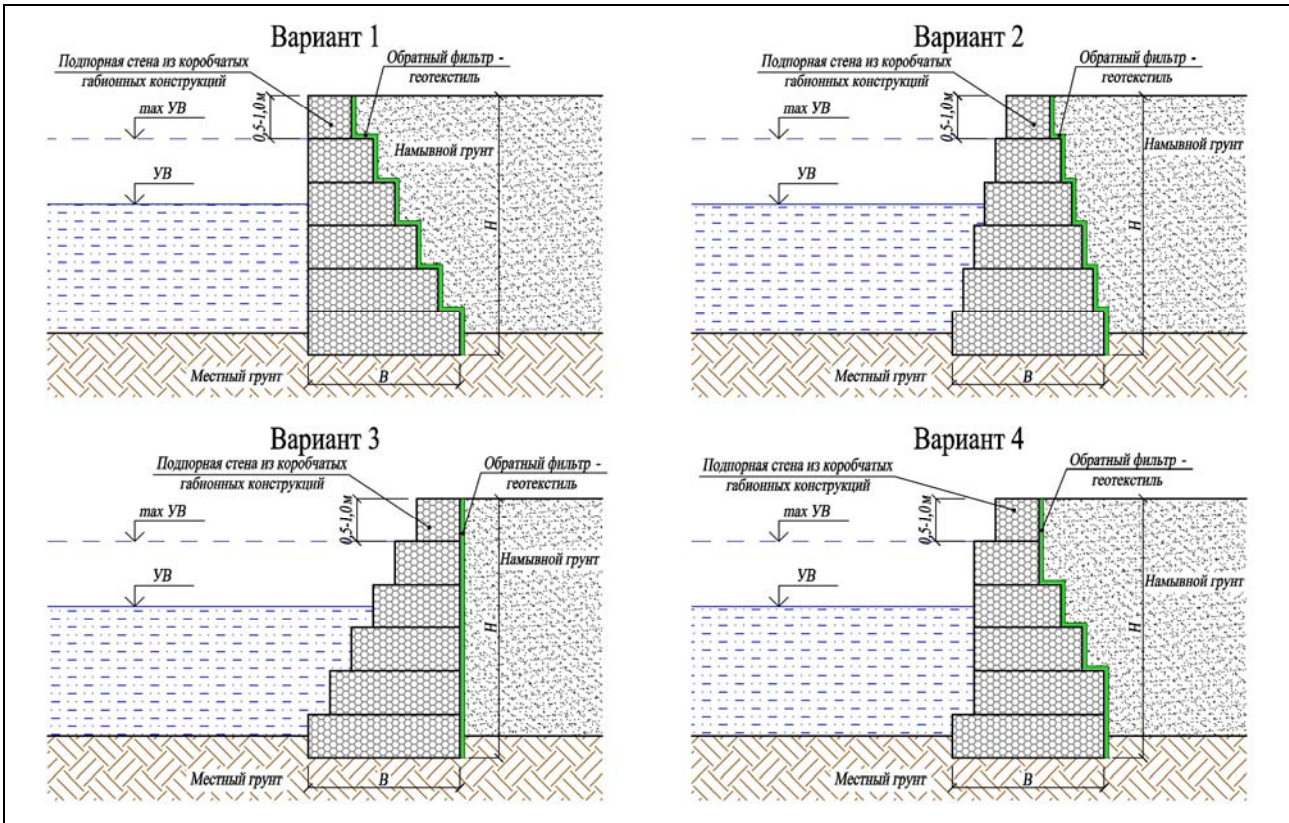 Вариант 1
Подпорная стена из коробчатых
габионных конструкций
Обратный фильтр -
геотекстиль
max УВ
0,5-1,0м
УВ
Намывной грунт
H
Местный грунт
B
Вариант 2
Подпорная стена из коробчатых
габионных конструкций
Обратный фильтр -
геотекстиль
max УВ
0,5-1,0м
УВ
Намывной грунт
H
Местный грунт
B
Вариант 3
Подпорная стена из коробчатых
габионных конструкций
Обратный фильтр -
геотекстиль
max УВ
0,5-1,0м
УВ
Намывной грунт
H
Местный грунт
B
Вариант 4
Подпорная стена из коробчатых
габионных конструкций
Обратный фильтр -
геотекстиль
max УВ
0,5-1,0м
УВ
Намывной грунт
H
Местный грунт
B